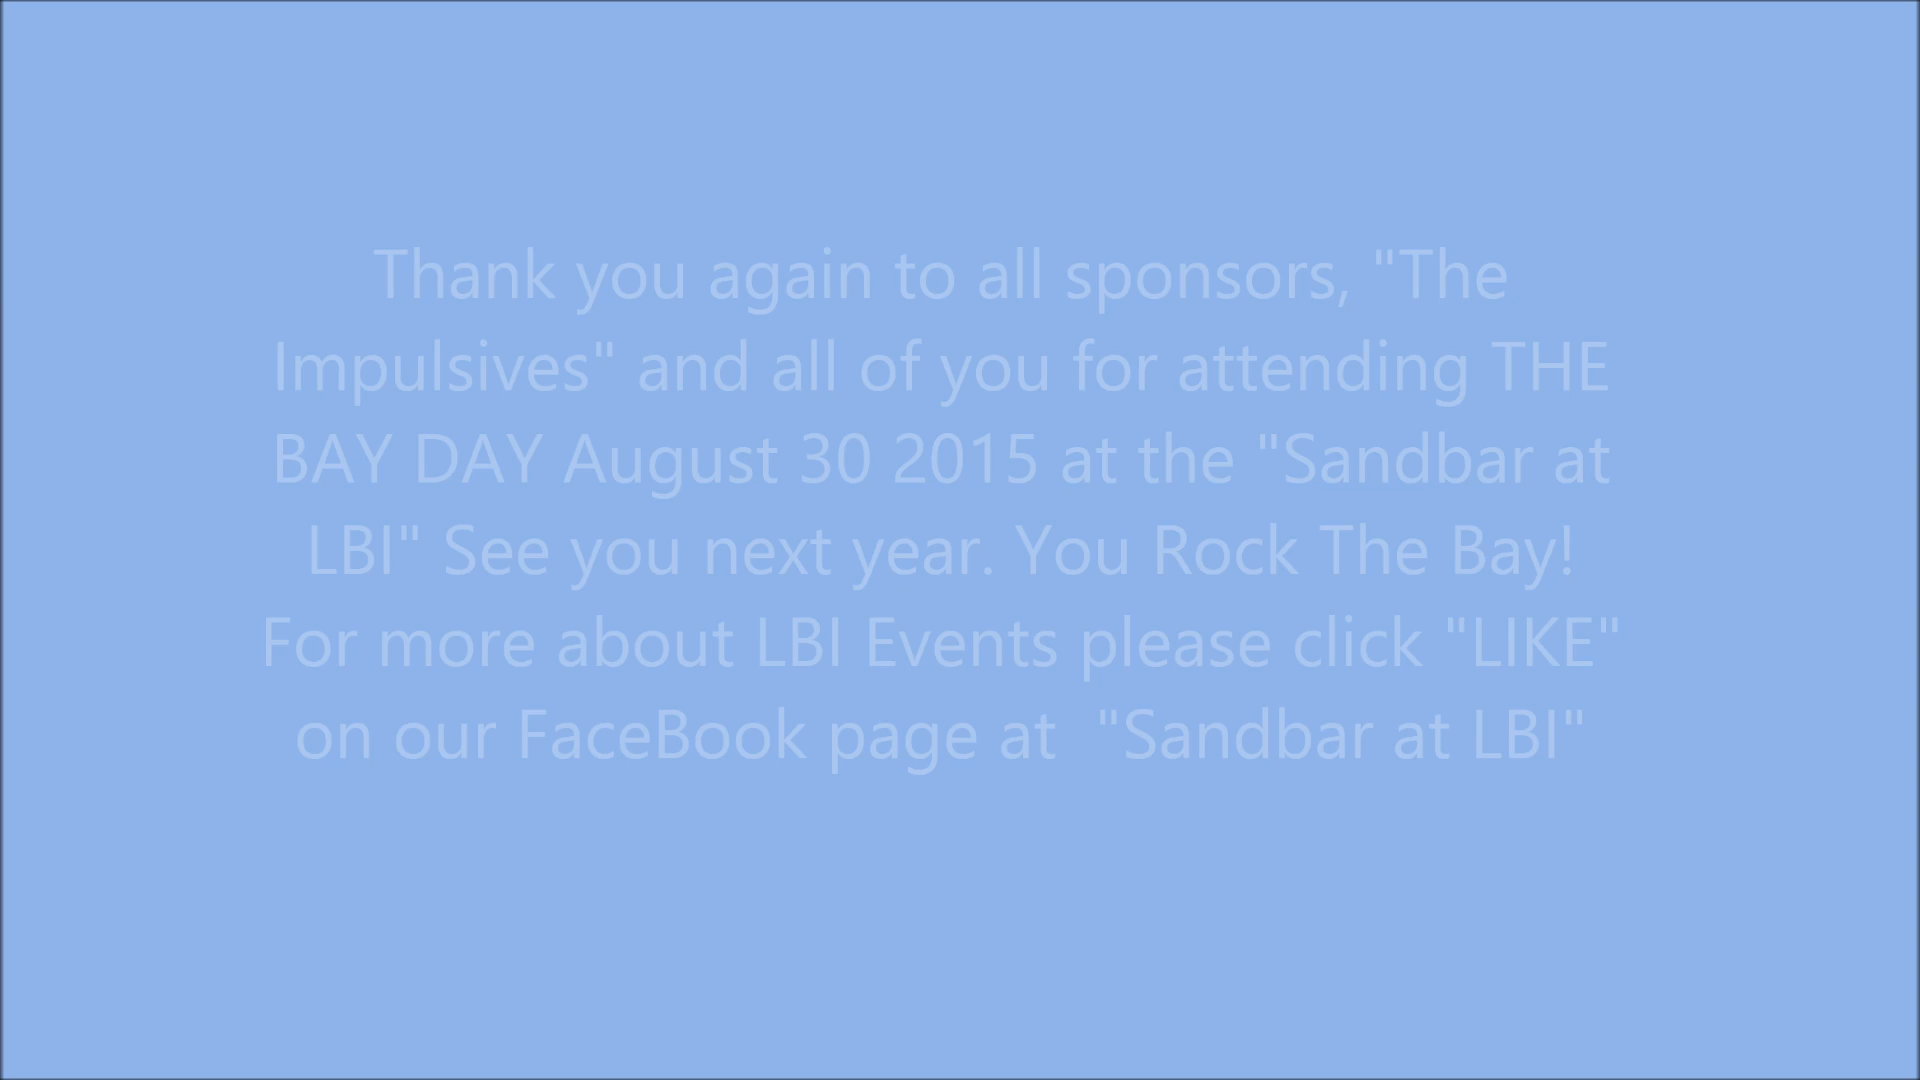 Thank you again to all sponsors, "The
Impulsives" and all of you for attending THE
BAY DAY August 30 2015 at the "Sandbar at
LBI" See you next year. You Rock The Bay!
For more about LBI Events please click "LIKE"
on our FaceBook page at  "Sandbar at LBI"